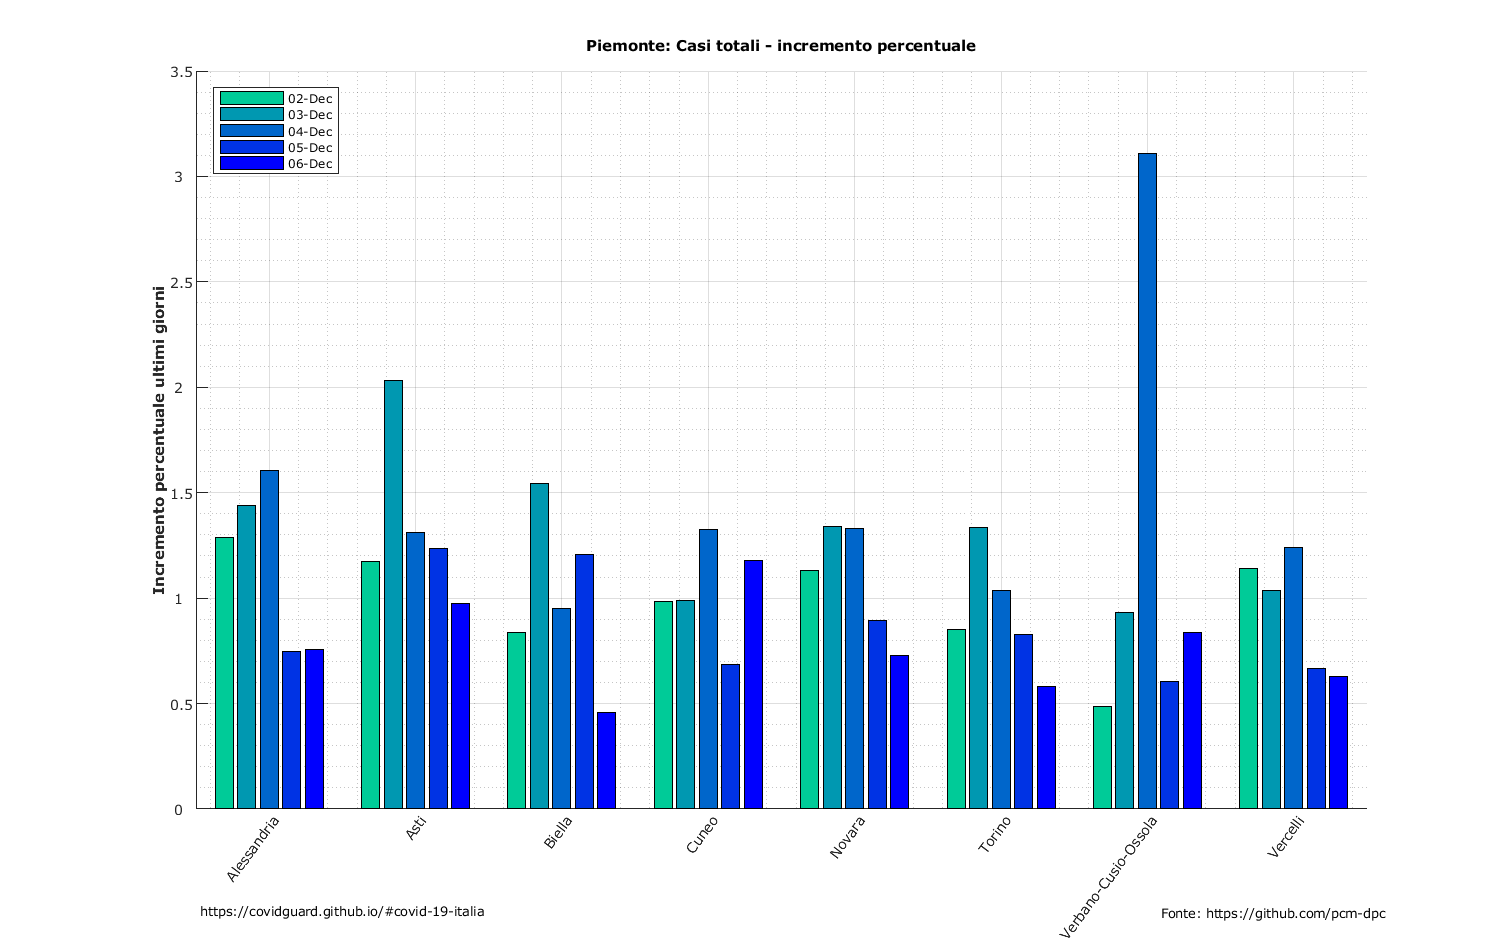 Piemonte: Casi totali - incremento percentuale
3.5
3
2.5
2
1.5
1
0.5
0
Incremento percentuale ultimi giorni
02-Dec
03-Dec
04-Dec
05-Dec
06-Dec
Alessandria
Asti
Biella
Cuneo
Novara
Torino
Verbano-Cusio-Ossola
Vercelli
https://covidguard.github.io/#covid-19-italia
Fonte: https://github.com/pcm-dpc